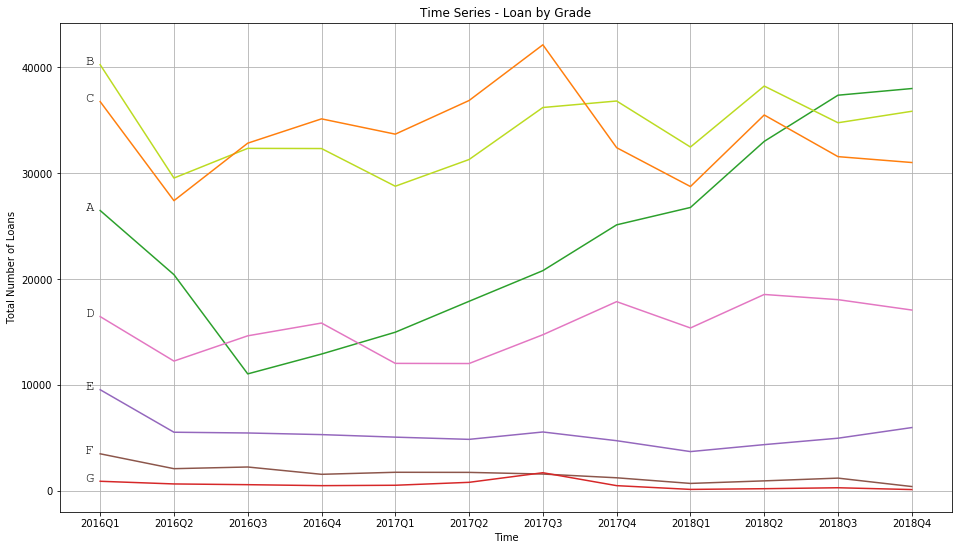 Time Series - Loan by Grade
Total Number of Loans
40000
30000
20000
10000
0
B
C
A
D
E
F
G
2016Q1 2016Q2 2016Q3 2016Q4 2017Q1 2017Q2 2017Q3 2017Q4 2018Q1 2018Q2 2018Q3 2018Q4
Time